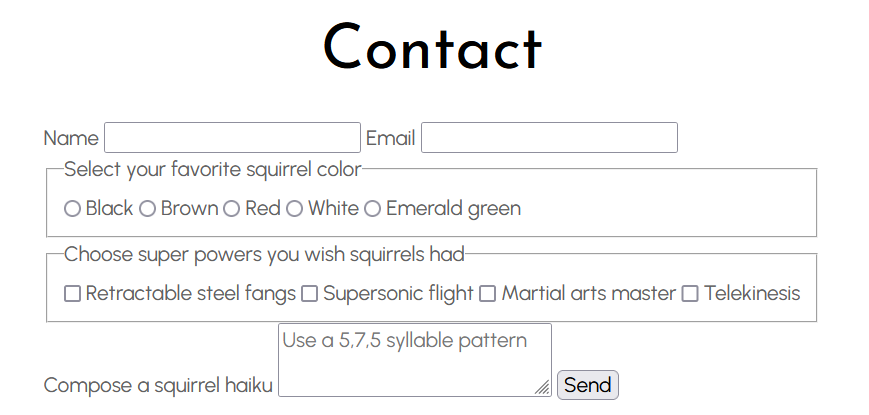 Contact
Name Email
Select your favorite squirrel color
Black Brown Red White Emerald green
Choose super powers you wish squirrels had
Retractable steel fangs Supersonic flight Martial arts master Telekinesis
Use a 5,7,5 syllable pattern
Compose a squirrel haiku Send